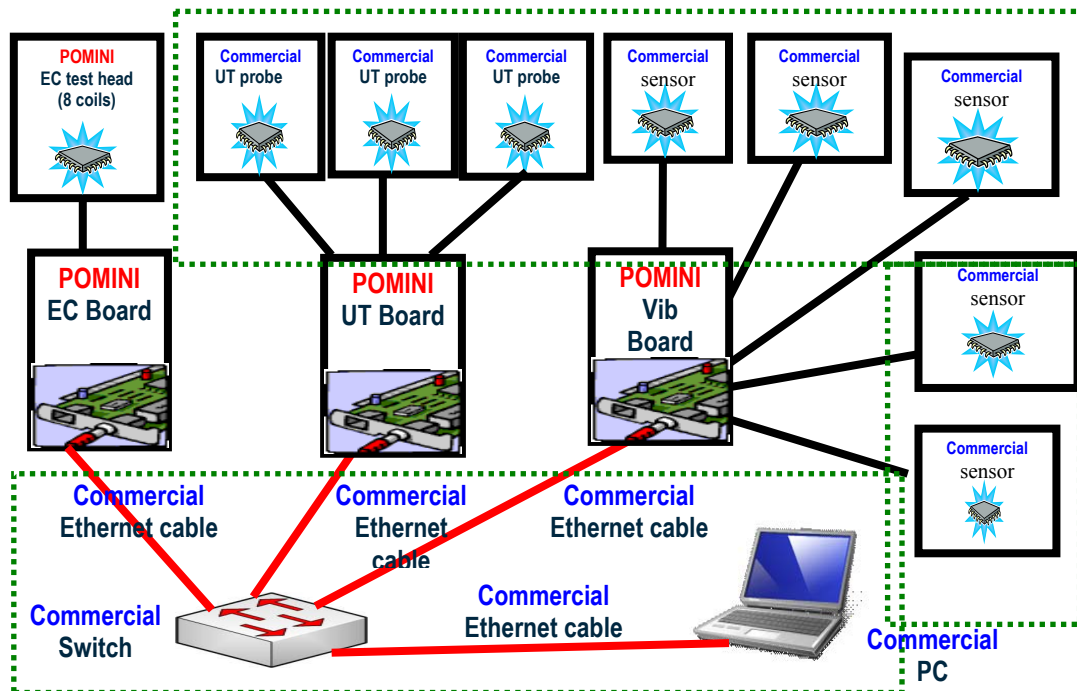 POMINI
EC test head
(8 coils)
Commercial
UT probe
Commercial
UT probe
Commercial
UT probe
Commercial
sensor
Commercial
sensor
Commercial
sensor
POMINI
EC Board
POMINI
UT Board
POMINI
Vib
Board
Commercial
sensor
Commercial
sensor
Commercial
Ethernet cable
Commercial
Ethernet
cable
Commercial
Ethernet cable
Commercial
Switch
Commercial
Ethernet cable
Commercial
PC